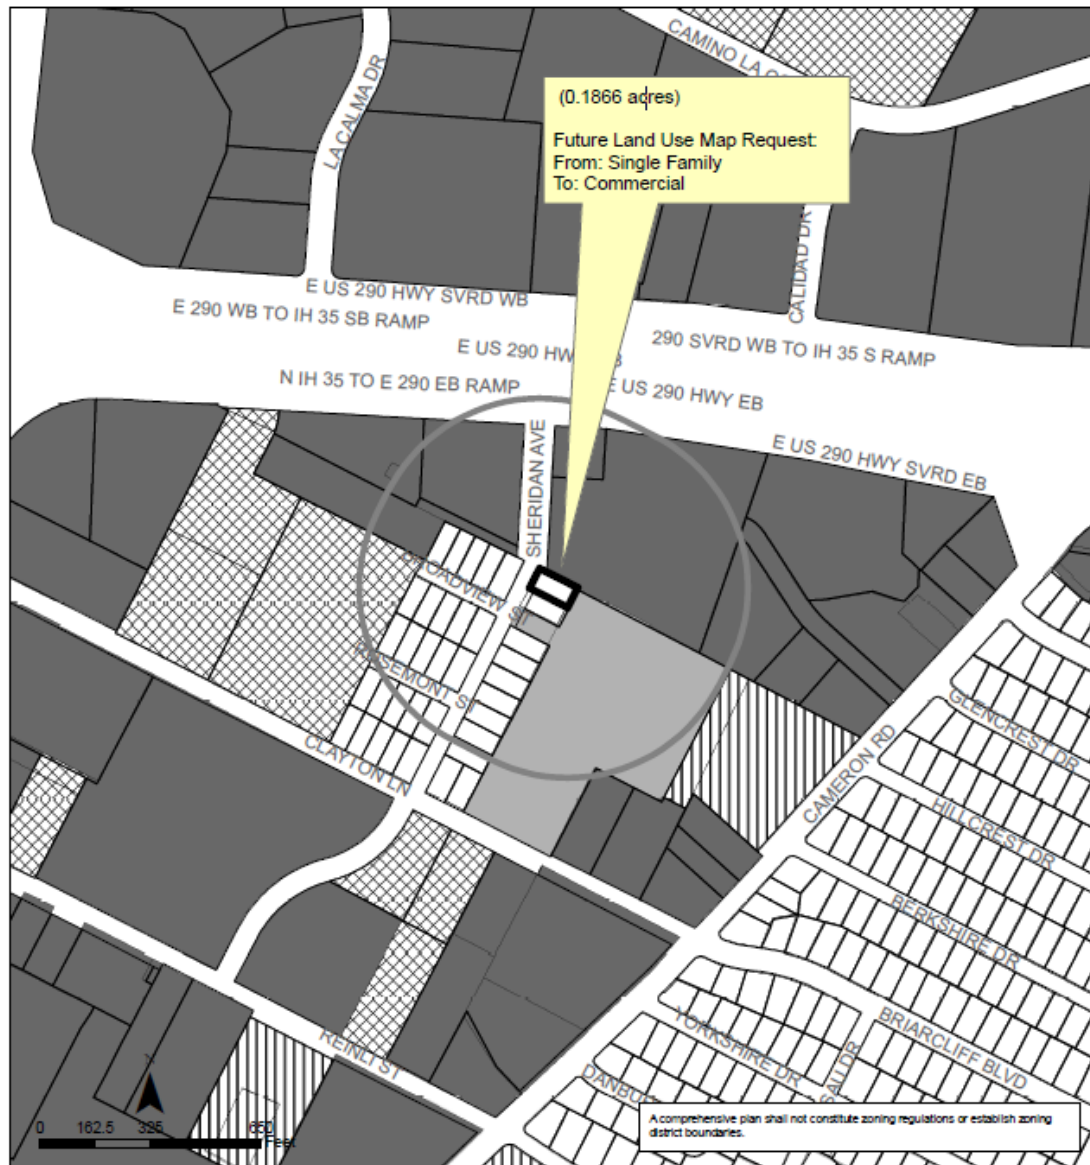 CAMINO LA C
LA CALMA DR
(0.1866 acres)
Future Land Use Map Request:
From: Single Family
To: Commercial
CALIDAD DR
E US 290 HWY SVRD WB
E 290 WB TO IH 35 SB RAMP
290 SVRD WB TO IH 35 S RAMP
E US 290 HW
N IH 35 TO E 290 EB RAMP
E US 290 HWY EB
E US 290 HWY SVRD EB
SHERIDAN AVE
BROADVIEW ST
ROSEMONT ST
CLAYTON LN
CAMERON RD
GLENCREST DR
HILLCREST DR
BERKSHIRE DR
BRIARCLIFF BLVD
YORKSHIRE DR
REINLI ST
0 162.5 325 650
Feet
A comprehensive plan shall not constitute zoning regulations or establish zoning
district boundaries.